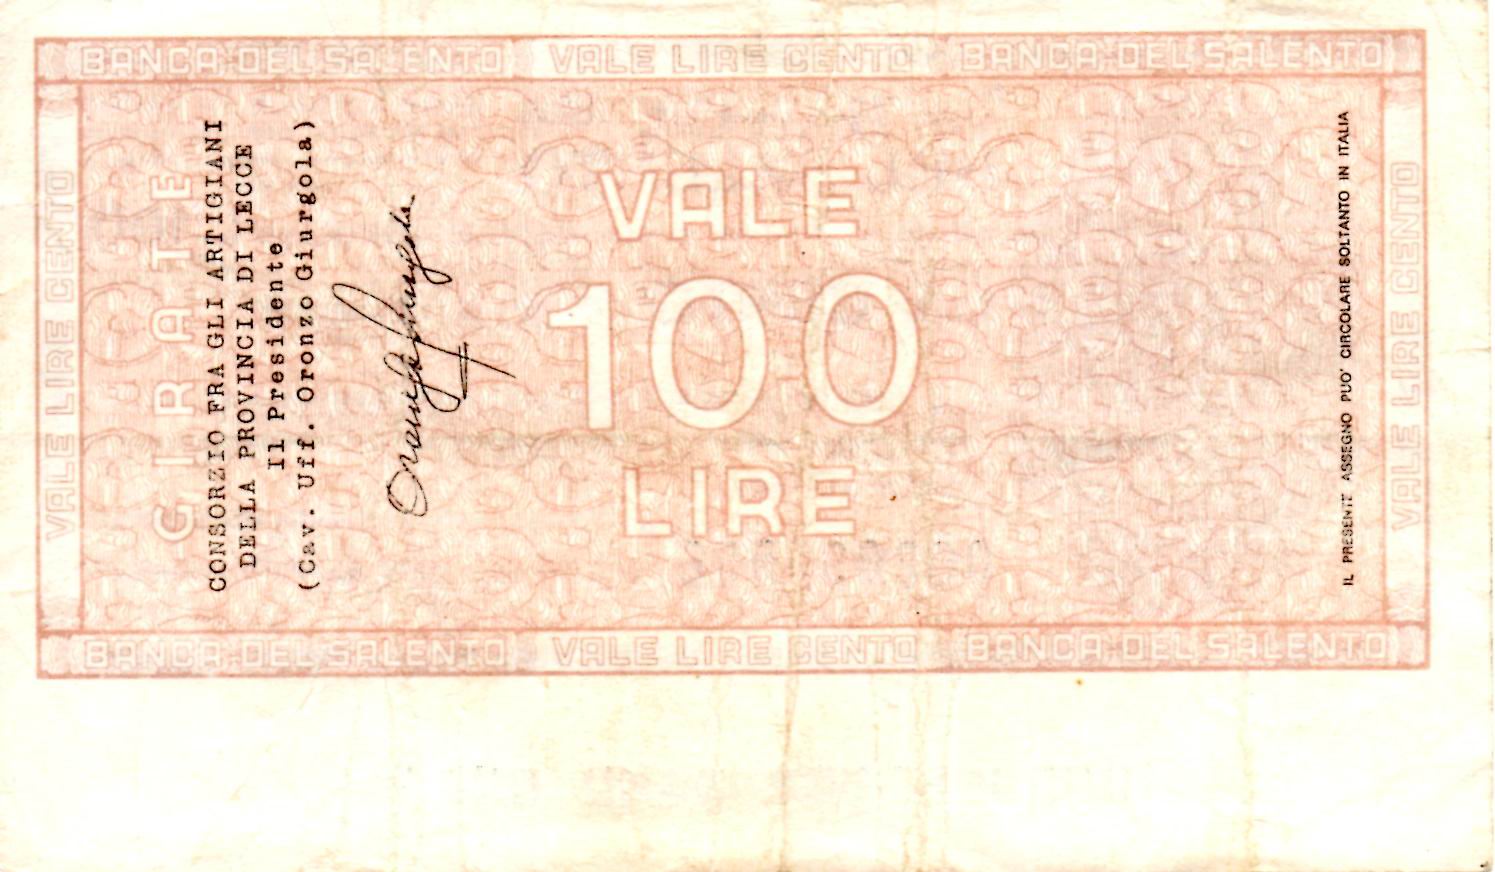 BANCA DEL SALENTO VALE LIRE CENTO BANCA DEL SALENTO
VALE LIRE CENTO
GIRATE
CONSORZIO FRA GLI ARTIGIANI
DELLA PROVINCIA DI LECCE
Il Presidente
(Cav. Uff. Oronzo Giurgola)
VALE
100
LIRE
IL PRESENTE ASSEGNO PUO' CIRCOLARE SOLTANTO IN ITALIA
VALE LIRE CENTO
BANCA DEL SALENTO VALE LIRE CENTO BANCA DEL SALENTO